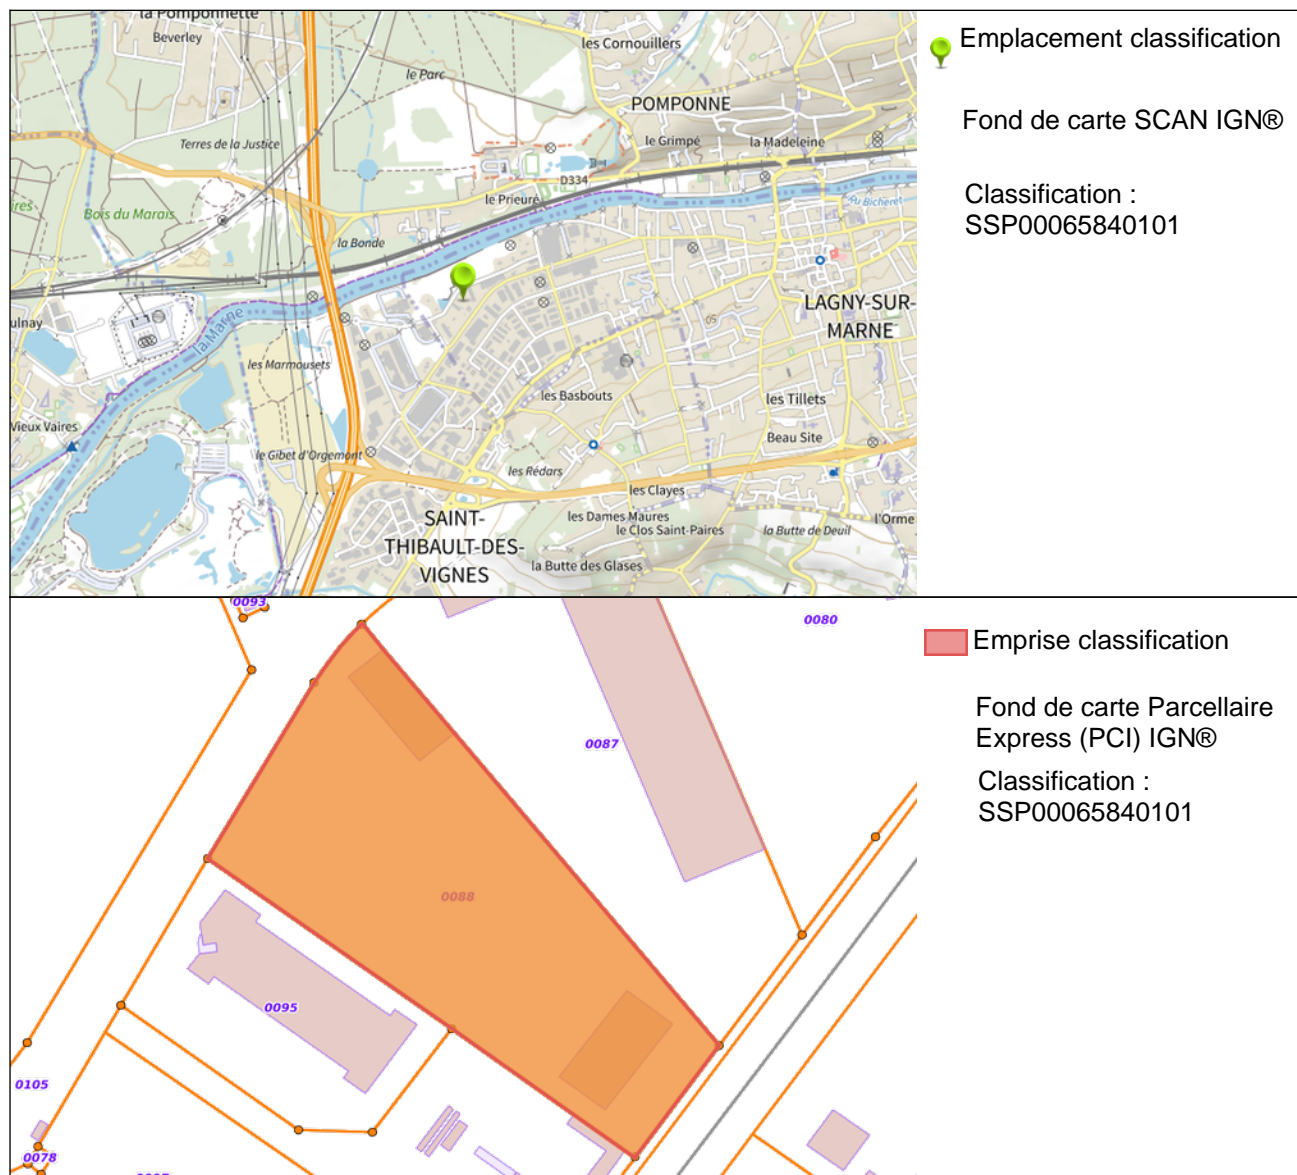 la Pomponnette
Beverley
les Cornouillers
le Parc
POMPONNE
Terres de la Justice
le Grimpé
la Madeleine
D334
le Prieuré
Bois du Marais
la Bonde
LAGNY-SUR-
MARNE
la Marne
les Marmousets
05
les Basbouts
les Tillets
Vieux Vaires
Beau Site
le Gibet d'Orgemont
les Rédars
les Clayes
SAINT-
THIBAULT-DES-
VIGNES
les Dames Maures
le Clos Saint-Paires
la Butte de Deuil
l'Orme
la Butte des Glases
Emplacement classification
Fond de carte SCAN IGN®
Classification :
SSP00065840101
0093
0080
0087
0088
0095
0105
0078
Emprise classification
Fond de carte Parcellaire
Express (PCI) IGN®
Classification :
SSP00065840101